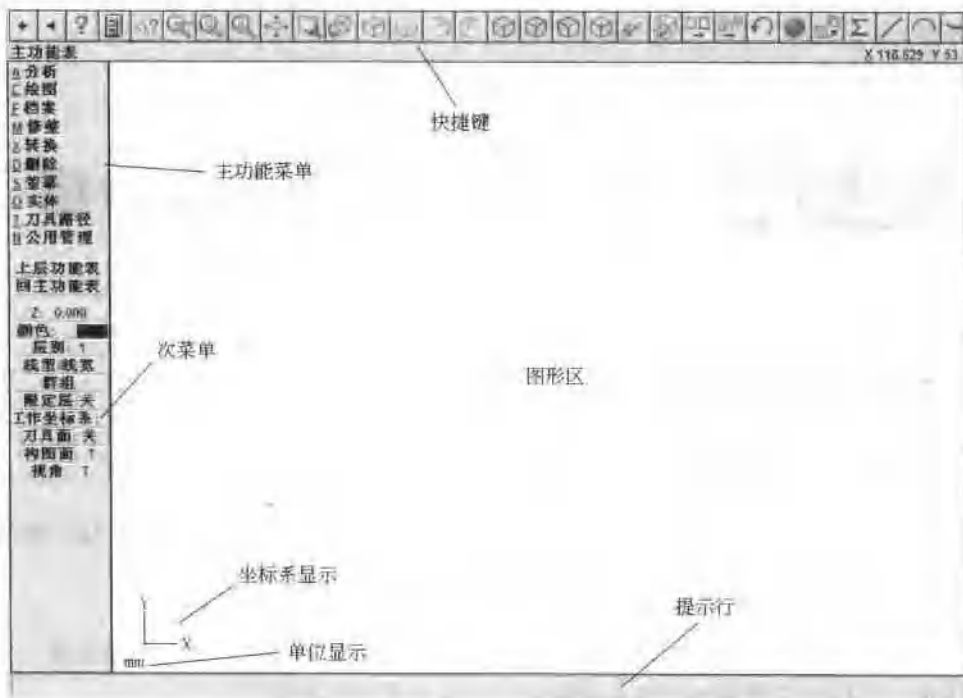 主功能表
X 116.529 Y 53.
A 分析
C 绘图
F 档案
M 修整
X 转换
D 删除
S 荧幕
O 实体
T 刀具路径
N 公用管理
上层功能表
回主功能表
Z: 0.000
颜色:
层别: 1
线型/线宽
群组
限定层:关
工作坐标系:
刀具面:关
构图面: T
视角: T
快捷键
主功能菜单
次菜单
图形区
坐标系显示
提示行
Y
X
mm
单位显示